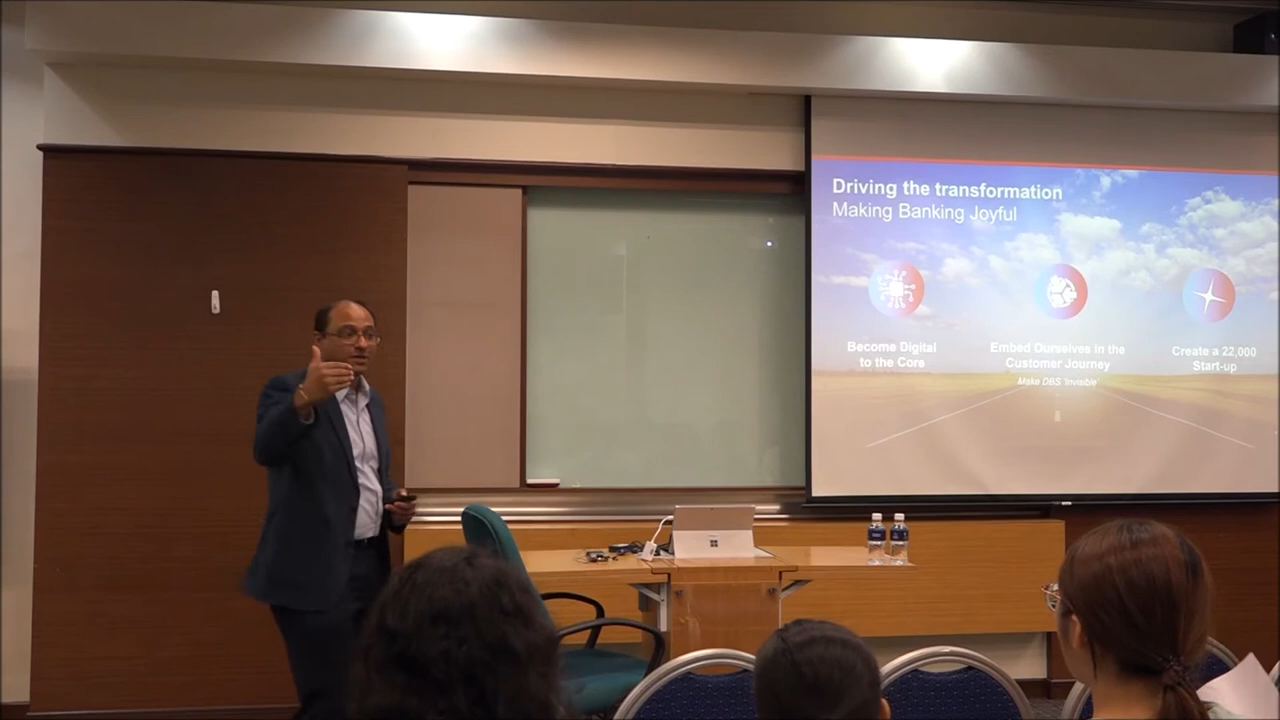 Driving the transformation
Making Banking Joyful
Become Digital
to the Core
Embed Ourselves in the
Customer Journey
Make DBS 'Invisible'
Create a 22,000
Start-up